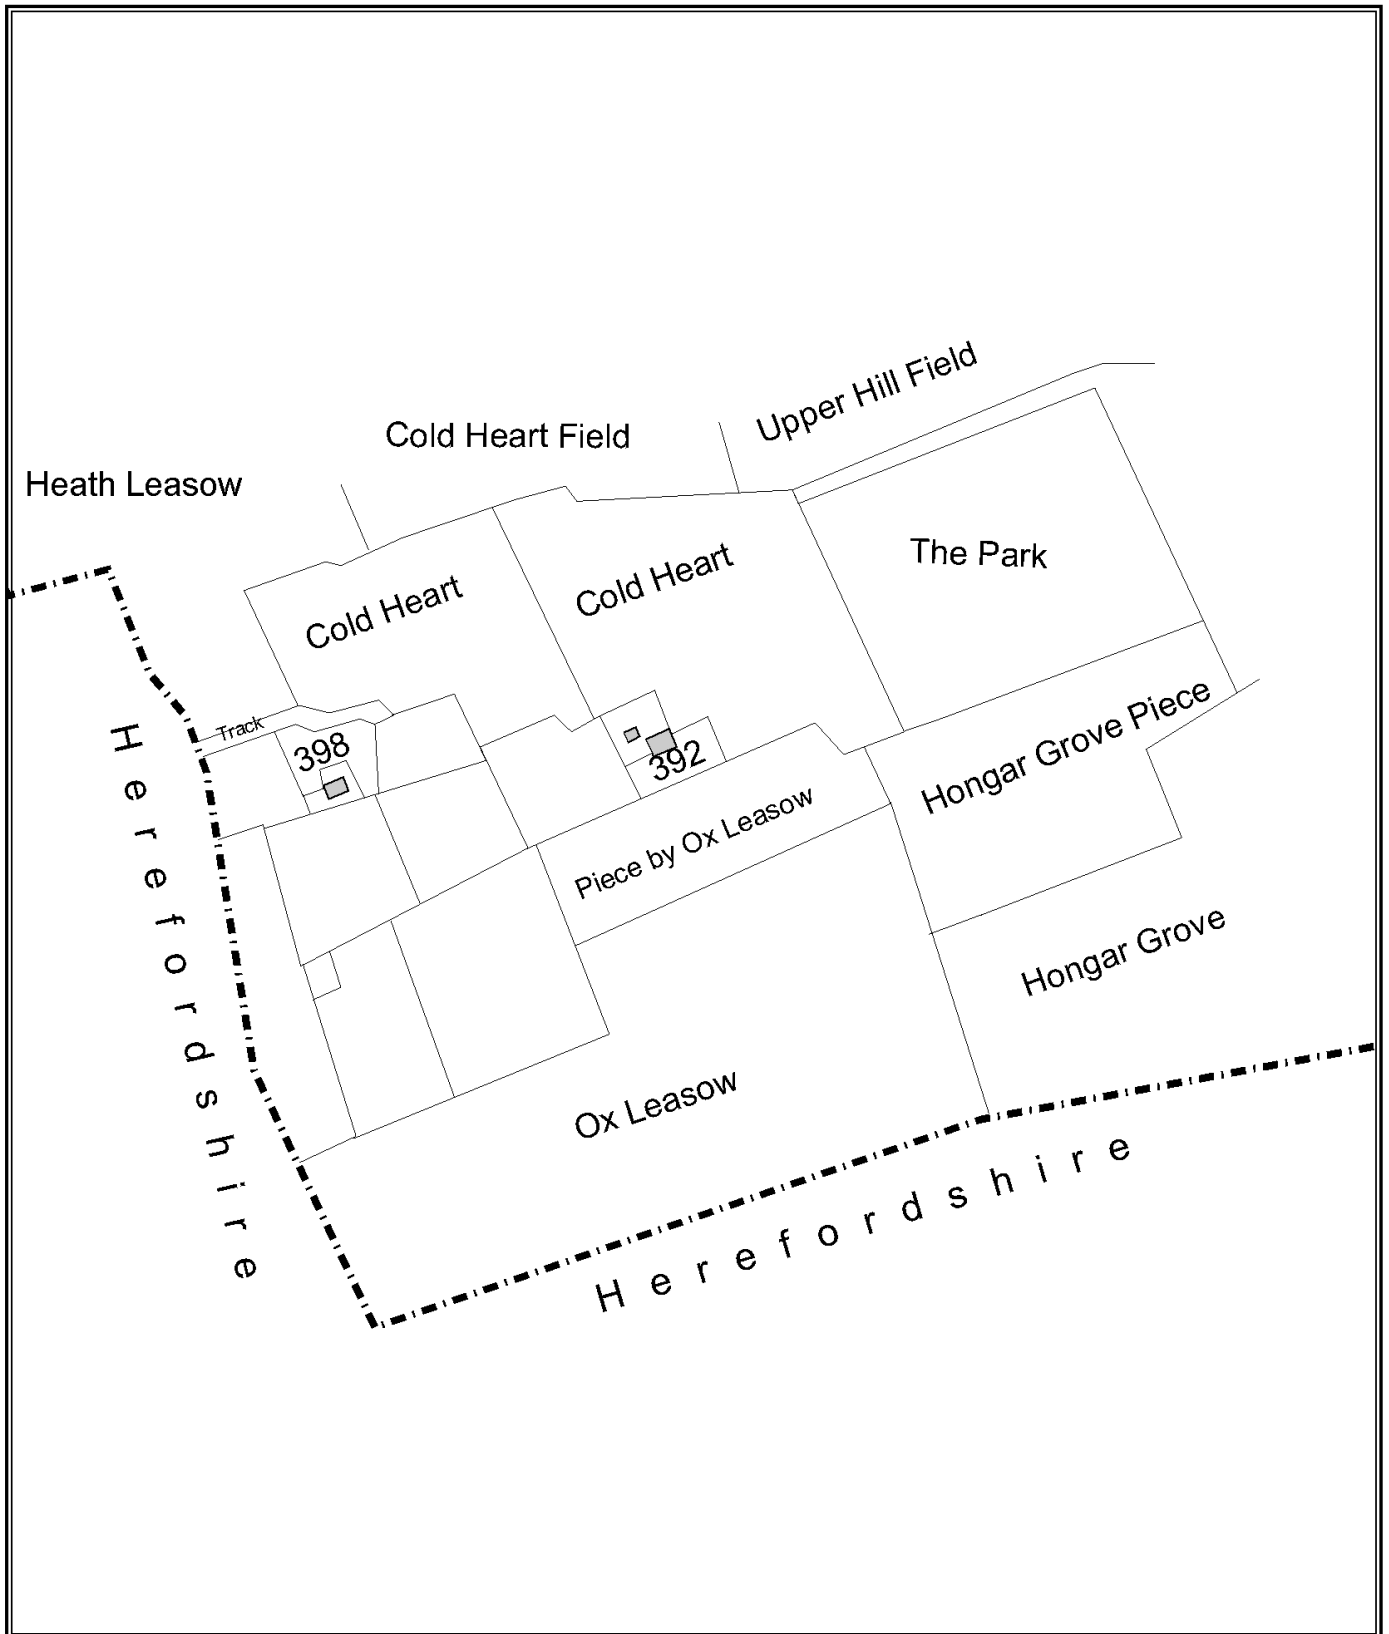 Upper Hill Field
Cold Heart Field
Heath Leasow
The Park
Cold Heart
Cold Heart
Track
398
392
Hongar Grove Piece
Piece by Ox Leasow
Hongar Grove
Ox Leasow
Herefordshire
Herefordshire